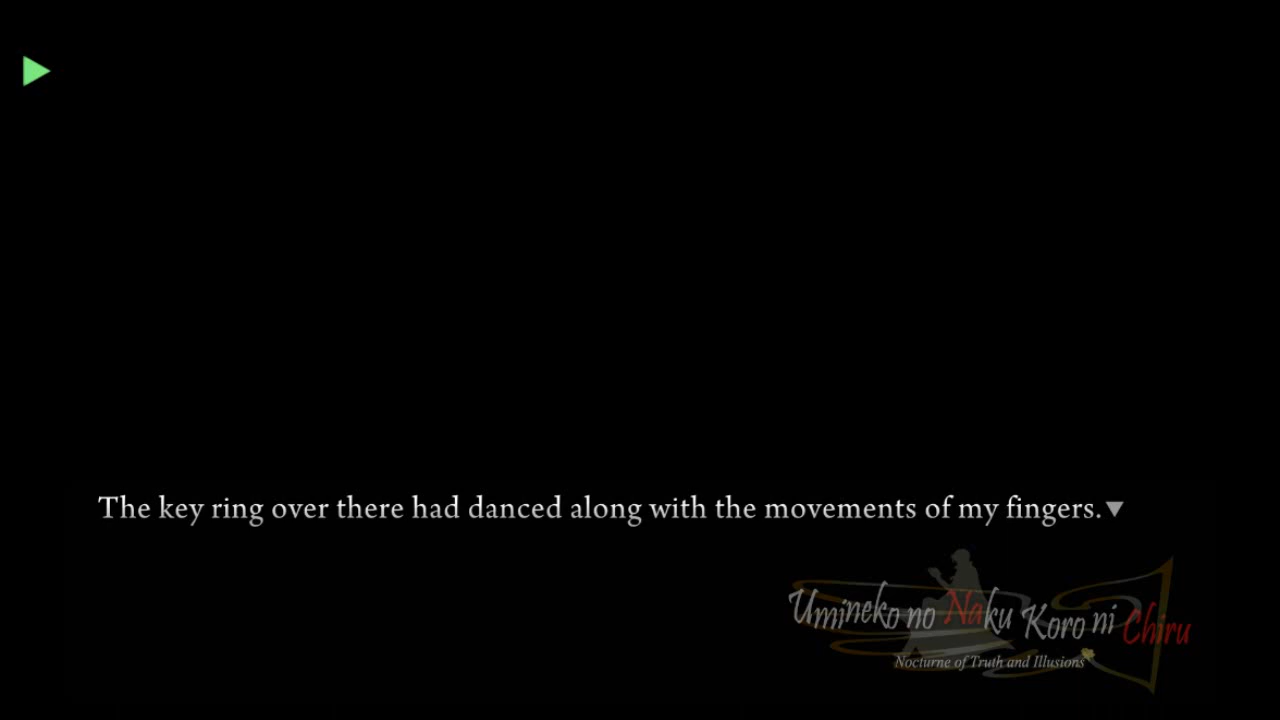 The key ring over there had danced along with the movements of my fingers.
Umineko no Naku Koro ni Chiru
Nocturne of Truth and Illusions